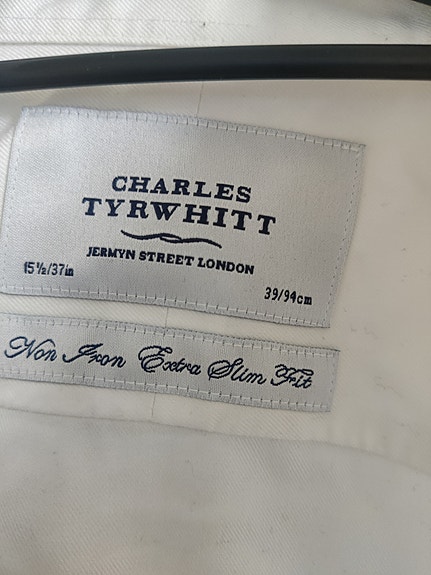 CHARLES
TYRWHITT
JERMYN STREET LONDON
15½/37in
39/94cm
Non Iron Extra Slim Fit